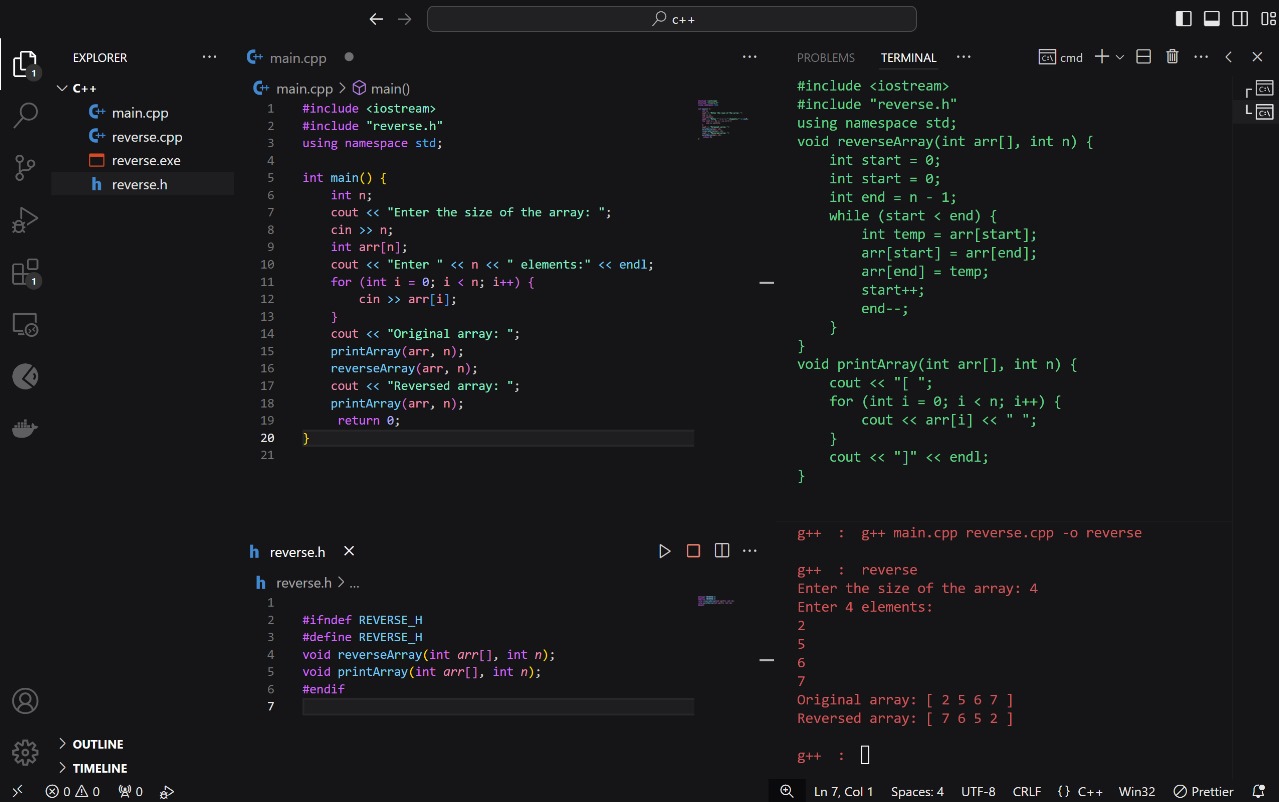 c++
EXPLORER
C++
main.cpp
reverse.cpp
reverse.exe
h reverse.h
1
1
OUTLINE
TIMELINE
main.cpp
main.cpp > main()
1 #include <iostream>
2 #include "reverse.h"
3 using namespace std;
4
5 int main() {
6 int n;
7 cout << "Enter the size of the array: ";
8 cin >> n;
9 int arr[n];
10 cout << "Enter " << n << " elements:" << endl;
11 for (int i = 0; i < n; i++) {
12 cin >> arr[i];
13 }
14 cout << "Original array: ";
15 printArray(arr, n);
16 reverseArray(arr, n);
17 cout << "Reversed array: ";
18 printArray(arr, n);
19 return 0;
20 }
21
h reverse.h
h reverse.h > ...
1
2 #ifndef REVERSE_H
3 #define REVERSE_H
4 void reverseArray(int arr[], int n);
5 void printArray(int arr[], int n);
6 #endif
7
PROBLEMS TERMINAL ... cmd
#include <iostream>
#include "reverse.h"
using namespace std;
void reverseArray(int arr[], int n) {
int start = 0;
int start = 0;
int end = n - 1;
while (start < end) {
int temp = arr[start];
arr[start] = arr[end];
arr[end] = temp;
start++;
end--;
}
}
void printArray(int arr[], int n) {
cout << "[ ";
for (int i = 0; i < n; i++) {
cout << arr[i] << " ";
}
cout << "]" << endl;
}
g++ : g++ main.cpp reverse.cpp -o reverse
g++ : reverse
Enter the size of the array: 4
Enter 4 elements:
2
5
6
7
Original array: [ 2 5 6 7 ]
Reversed array: [ 7 6 5 2 ]
g++ :
0 0 0 Ln 7, Col 1 Spaces: 4 UTF-8 CRLF {} C++ Win32 Prettier